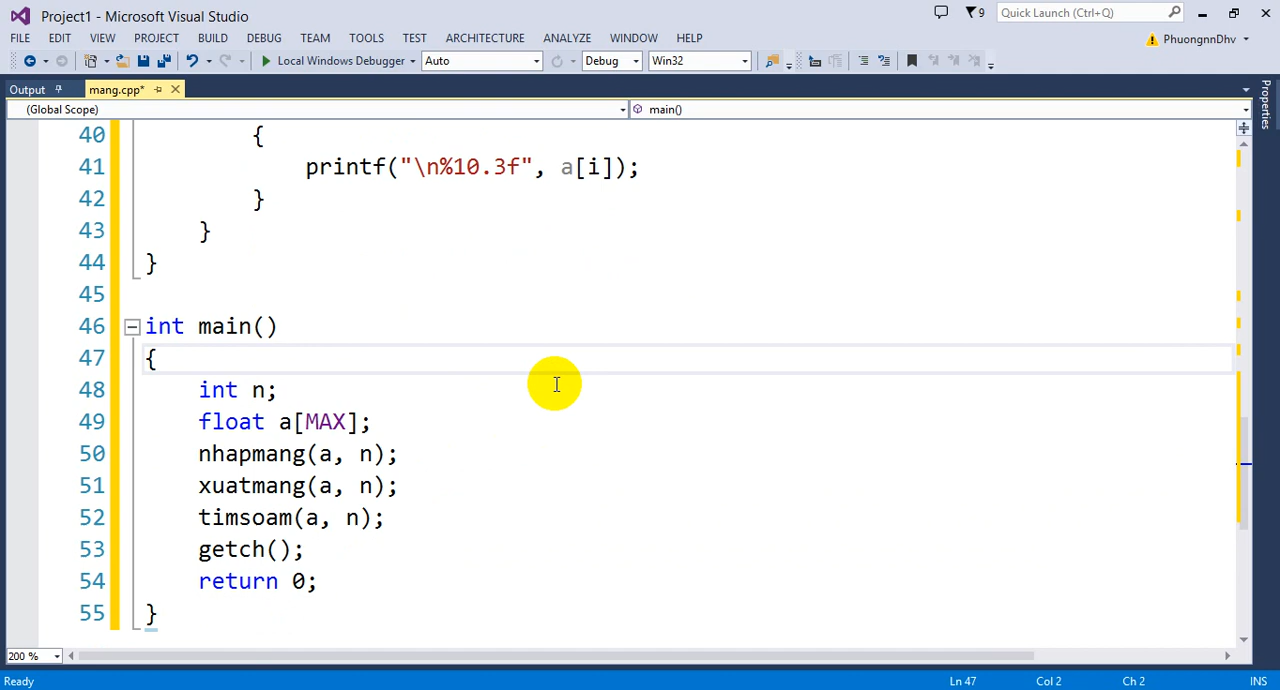 Project1 - Microsoft Visual Studio
9
Quick Launch (Ctrl+Q)
FILE EDIT VIEW PROJECT BUILD DEBUG TEAM TOOLS TEST ARCHITECTURE ANALYZE WINDOW HELP
PhuongnnDhv
Local Windows Debugger Auto Debug Win32
Output mang.cpp*
Properties
(Global Scope) main()
40 {
41 printf("\n%10.3f", a[i]);
42 }
43 }
44 }
45
46 int main()
47 {
48 int n;
49 float a[MAX];
50 nhapmang(a, n);
51 xuatmang(a, n);
52 timsoam(a, n);
53 getch();
54 return 0;
55 }
200 %
Ready Ln 47 Col 2 Ch 2 INS